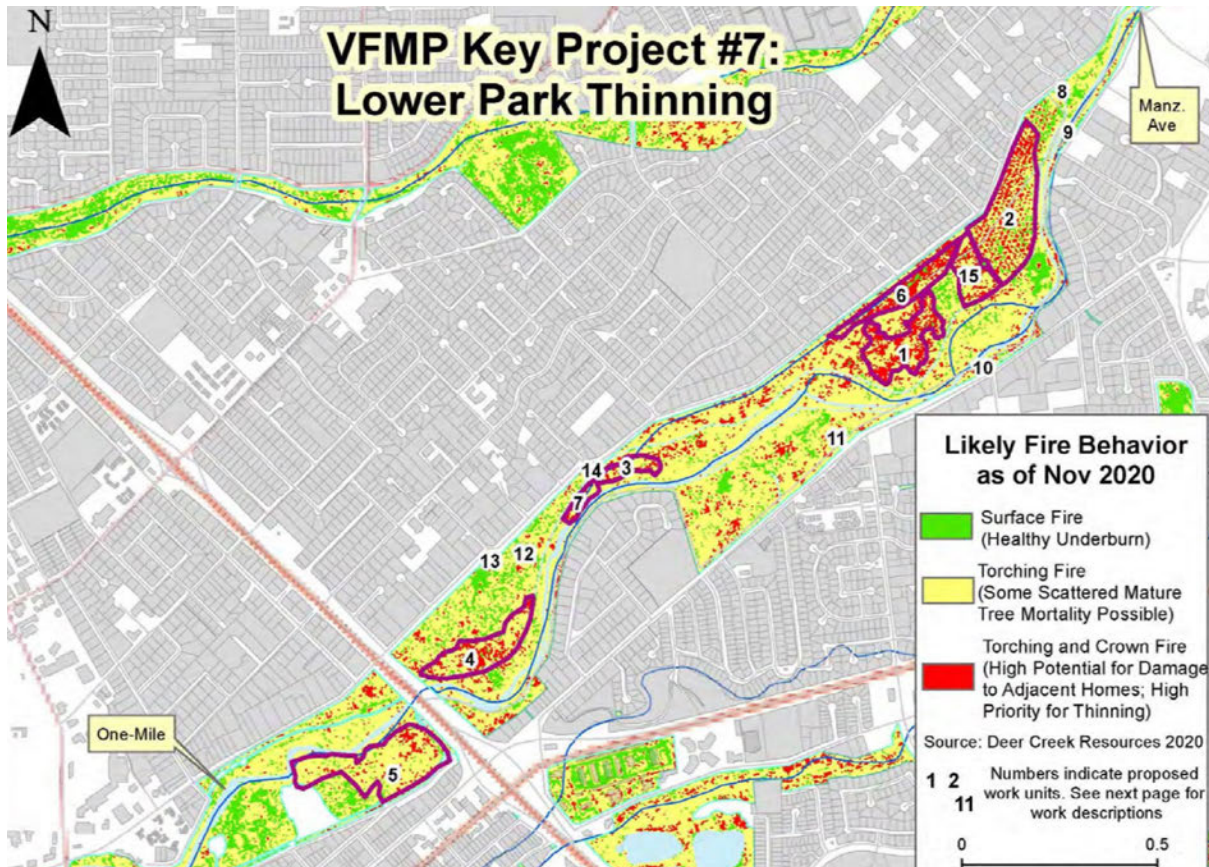 VFMP Key Project #7:
Lower Park Thinning
N
Manz.
Ave
8
9
2
15
6
1
10
11
14
3
7
13
12
4
One-Mile
5
Likely Fire Behavior
as of Nov 2020
Surface Fire
(Healthy Underburn)
Torching Fire
(Some Scattered Mature
Tree Mortality Possible)
Torching and Crown Fire
(High Potential for Damage
to Adjacent Homes; High
Priority for Thinning)
Source: Deer Creek Resources 2020
1 2
11
Numbers indicate proposed
work units. See next page for
work descriptions
0 0.5